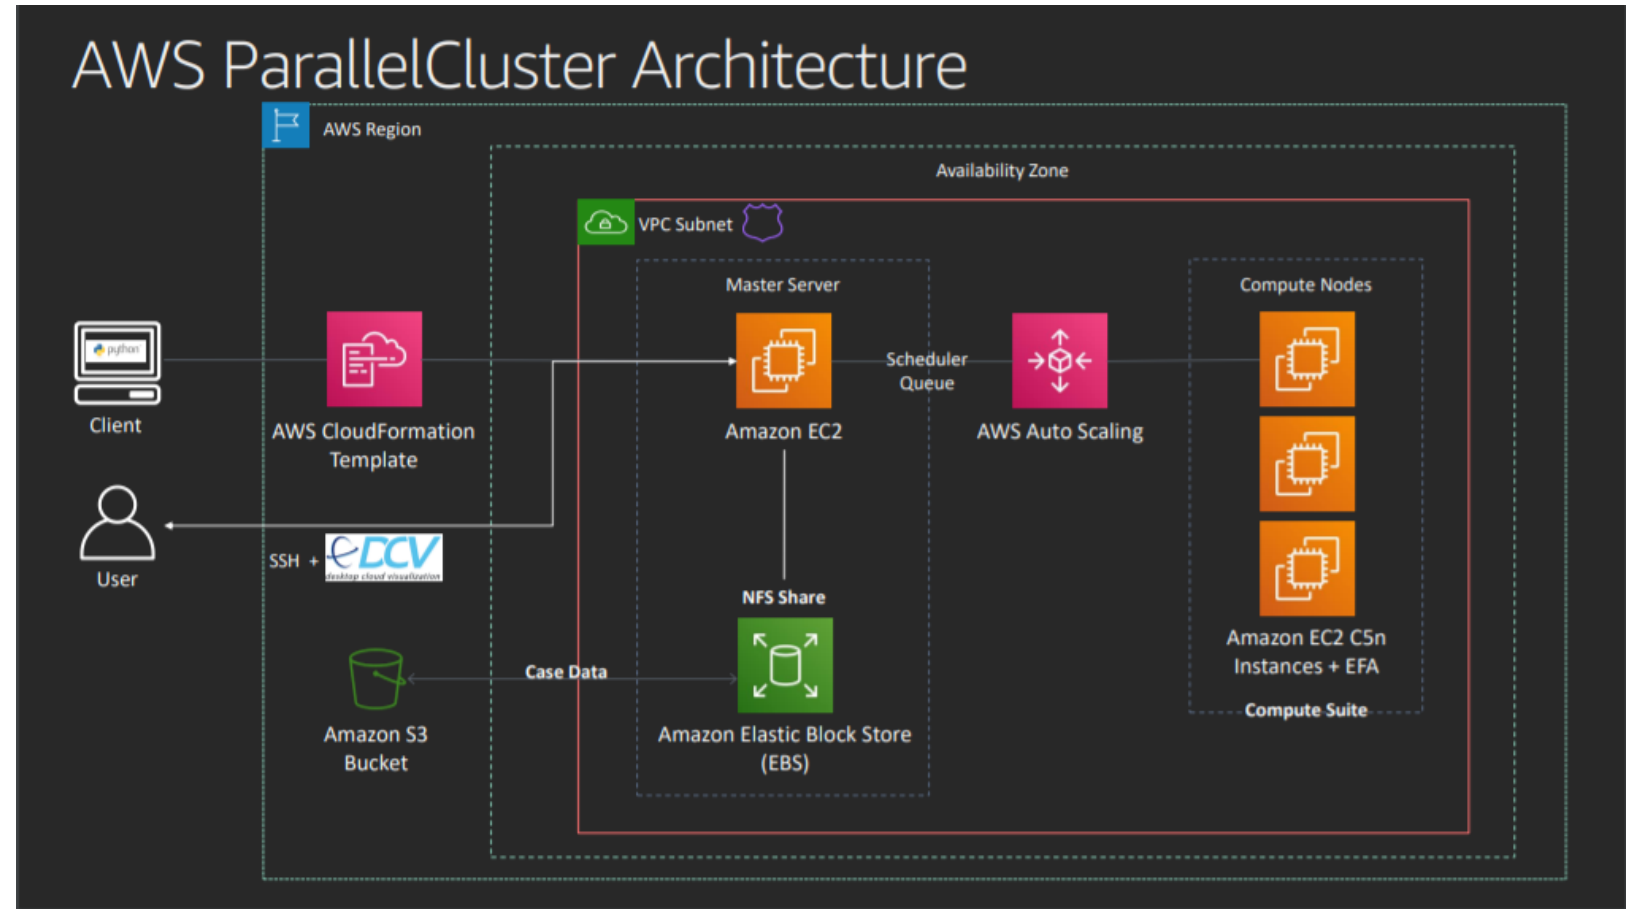 AWS ParallelCluster Architecture
AWS Region
Availability Zone
VPC Subnet
Master Server
Compute Nodes
python
Client
AWS CloudFormation
Template
Scheduler
Queue
Amazon EC2
AWS Auto Scaling
User
SSH +
DCV
desktop cloud visualization
NFS Share
Case Data
Amazon S3
Bucket
Amazon Elastic Block Store
(EBS)
Amazon EC2 C5n
Instances + EFA
Compute Suite